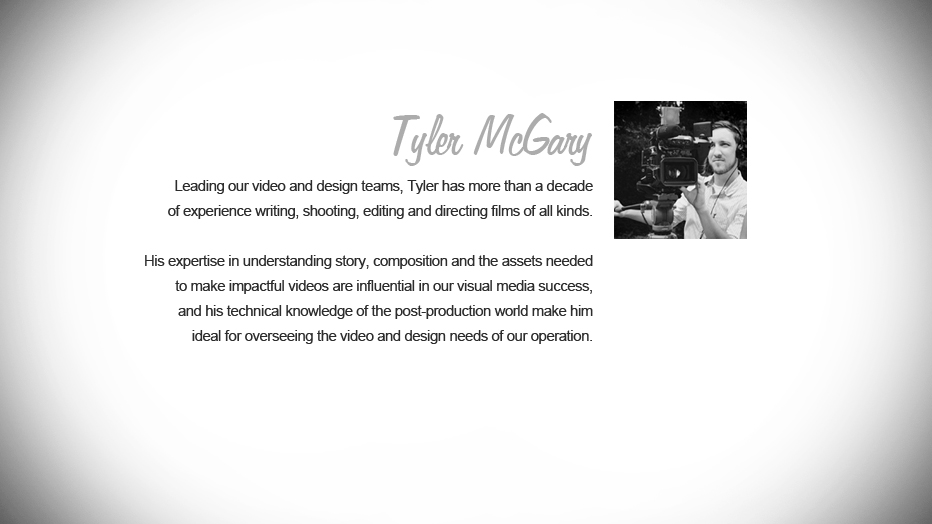 Tyler McGary
Leading our video and design teams, Tyler has more than a decade
of experience writing, shooting, editing and directing films of all kinds.
His expertise in understanding story, composition and the assets needed
to make impactful videos are influential in our visual media success,
and his technical knowledge of the post-production world make him
ideal for overseeing the video and design needs of our operation.